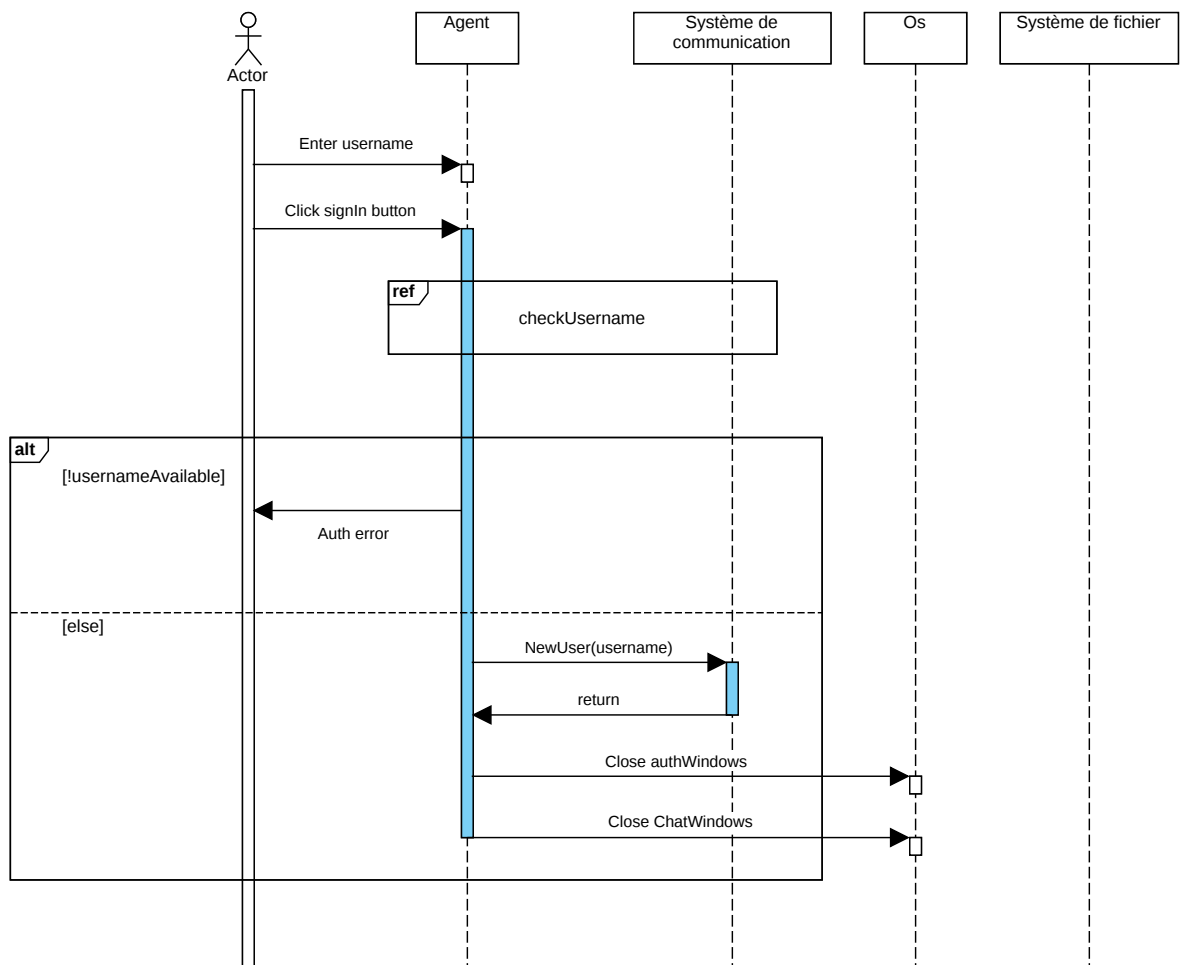 Agent
Système de
communication
Os
Système de fichier
Actor
Enter username
Click signIn button
ref
checkUsername
alt
[!usernameAvailable]
Auth error
[else]
NewUser(username)
return
Close authWindows
Close ChatWindows